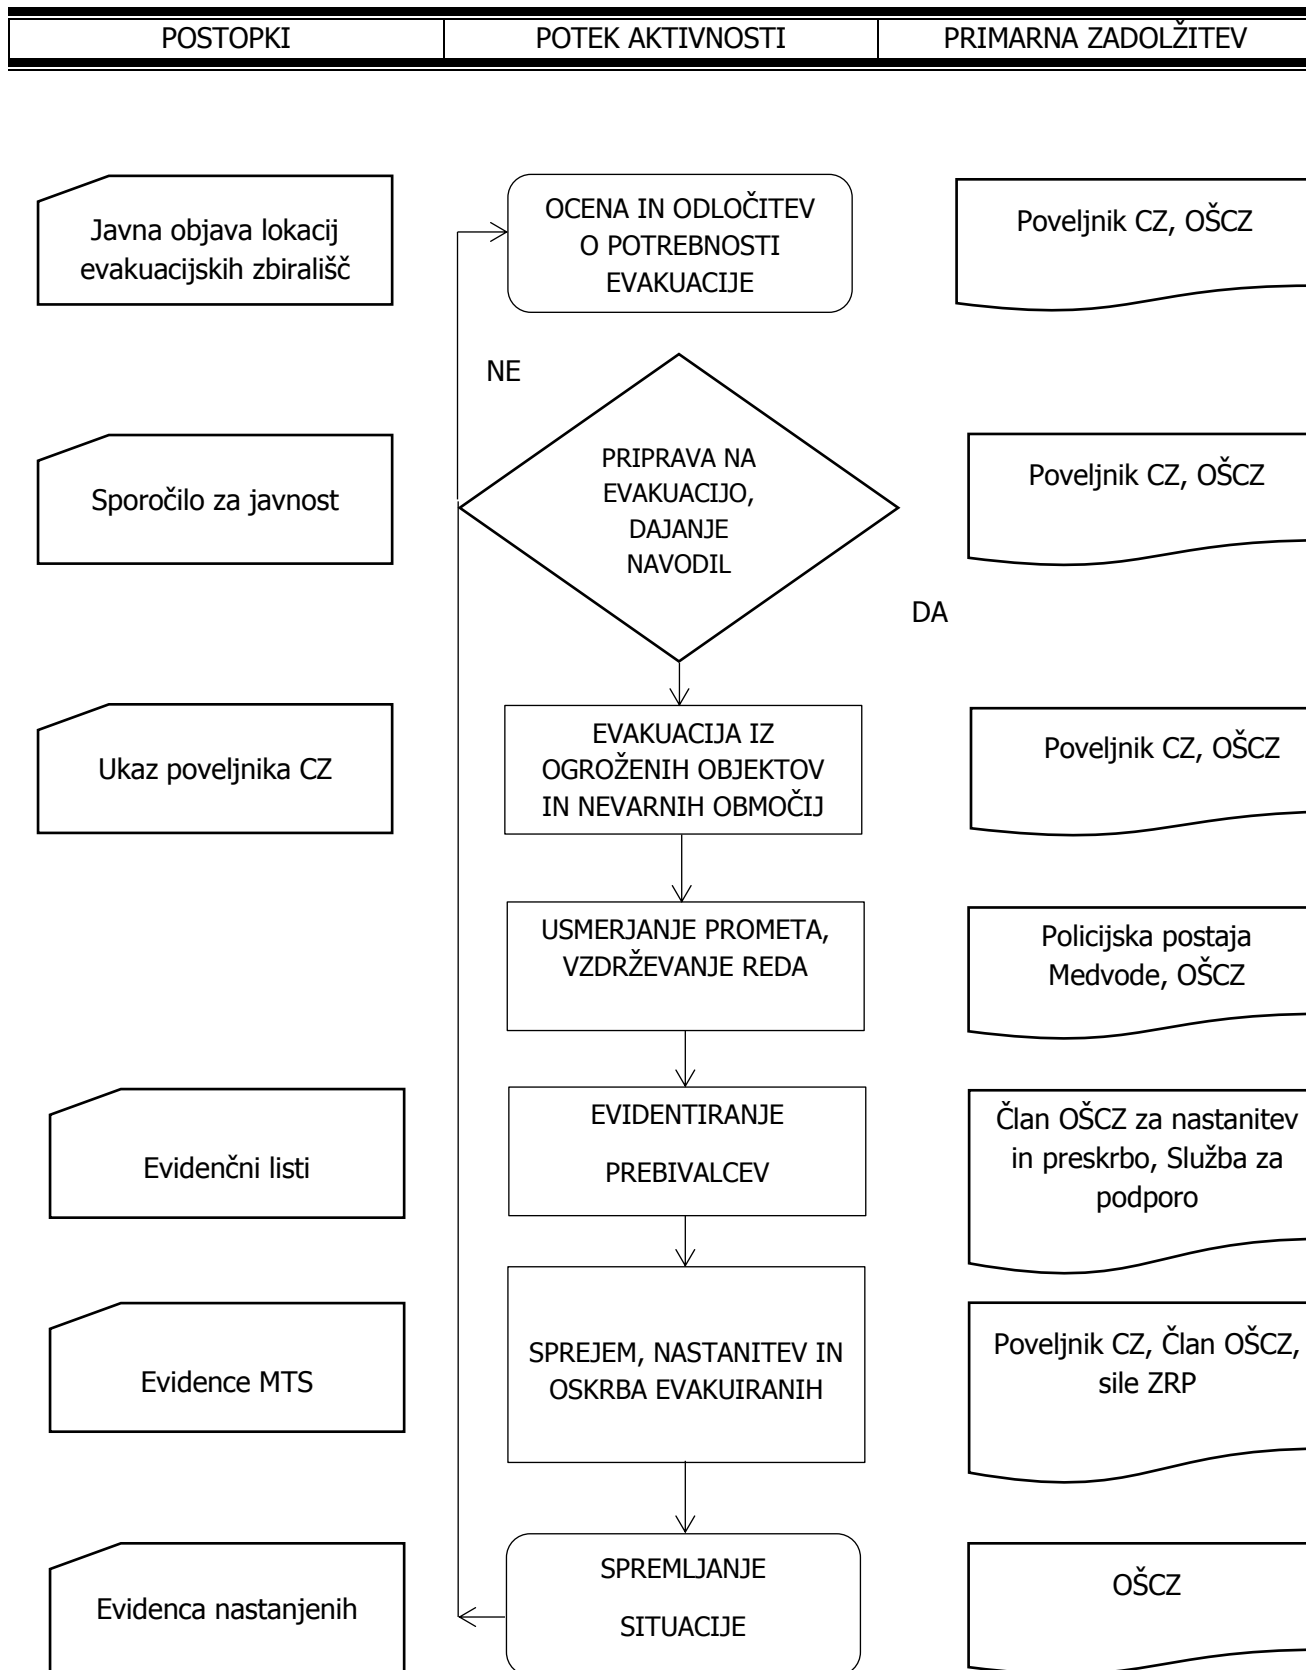 POSTOPKI
POTEK AKTIVNOSTI
PRIMARNA ZADOLŽITEV
Javna objava lokacij
evakuacijskih zbirališč
OCENA IN ODLOČITEV
O POTREBNOSTI
EVAKUACIJE
Poveljnik CZ, OŠCZ
NE
Sporočilo za javnost
PRIPRAVA NA
EVAKUACIJO,
DAJANJE
NAVODIL
Poveljnik CZ, OŠCZ
DA
Ukaz poveljnika CZ
EVAKUACIJA IZ
OGROŽENIH OBJEKTOV
IN NEVARNIH OBMOČIJ
Poveljnik CZ, OŠCZ
USMERJANJE PROMETA,
VZDRŽEVANJE REDA
Policijska postaja
Medvode, OŠCZ
Evidenčni listi
EVIDENTIRANJE
PREBIVALCEV
Član OŠCZ za nastanitev
in preskrbo, Služba za
podporo
Evidence MTS
SPREJEM, NASTANITEV IN
OSKRBA EVAKUIRANIH
Poveljnik CZ, Član OŠCZ,
sile ZRP
Evidenca nastanjenih
SPREMLJANJE
SITUACIJE
OŠCZ